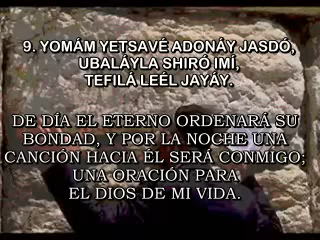 9. YOMÁM YETSAVÉ ADONÁY JASDÓ,
UBALÁYLA SHIRÓ IMÍ,
TEFILÁ LEÉL JAYÁY.
DE DÍA EL ETERNO ORDENARÁ SU
BONDAD, Y POR LA NOCHE UNA
CANCIÓN HACIA ÉL SERÁ CONMIGO;
UNA ORACIÓN PARA
EL DIOS DE MI VIDA.